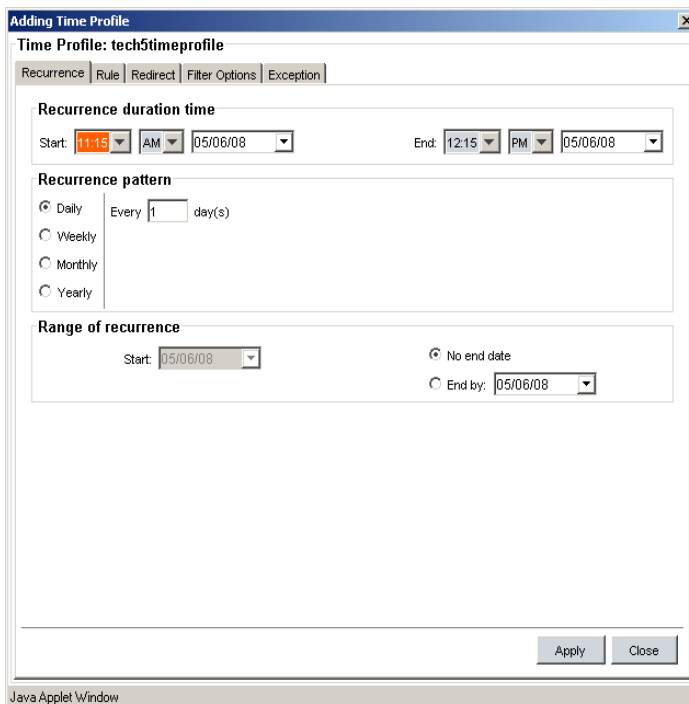 Adding Time Profile
Time Profile: tech5timeprofile
Recurrence Rule Redirect Filter Options Exception
Recurrence duration time
Start: 11:15 AM 05/06/08 End: 12:15 PM 05/06/08
Recurrence pattern
Daily Every 1 day(s)
Weekly
Monthly
Yearly
Range of recurrence
Start: 05/06/08 No end date
End by: 05/06/08
Apply Close
Java Applet Window